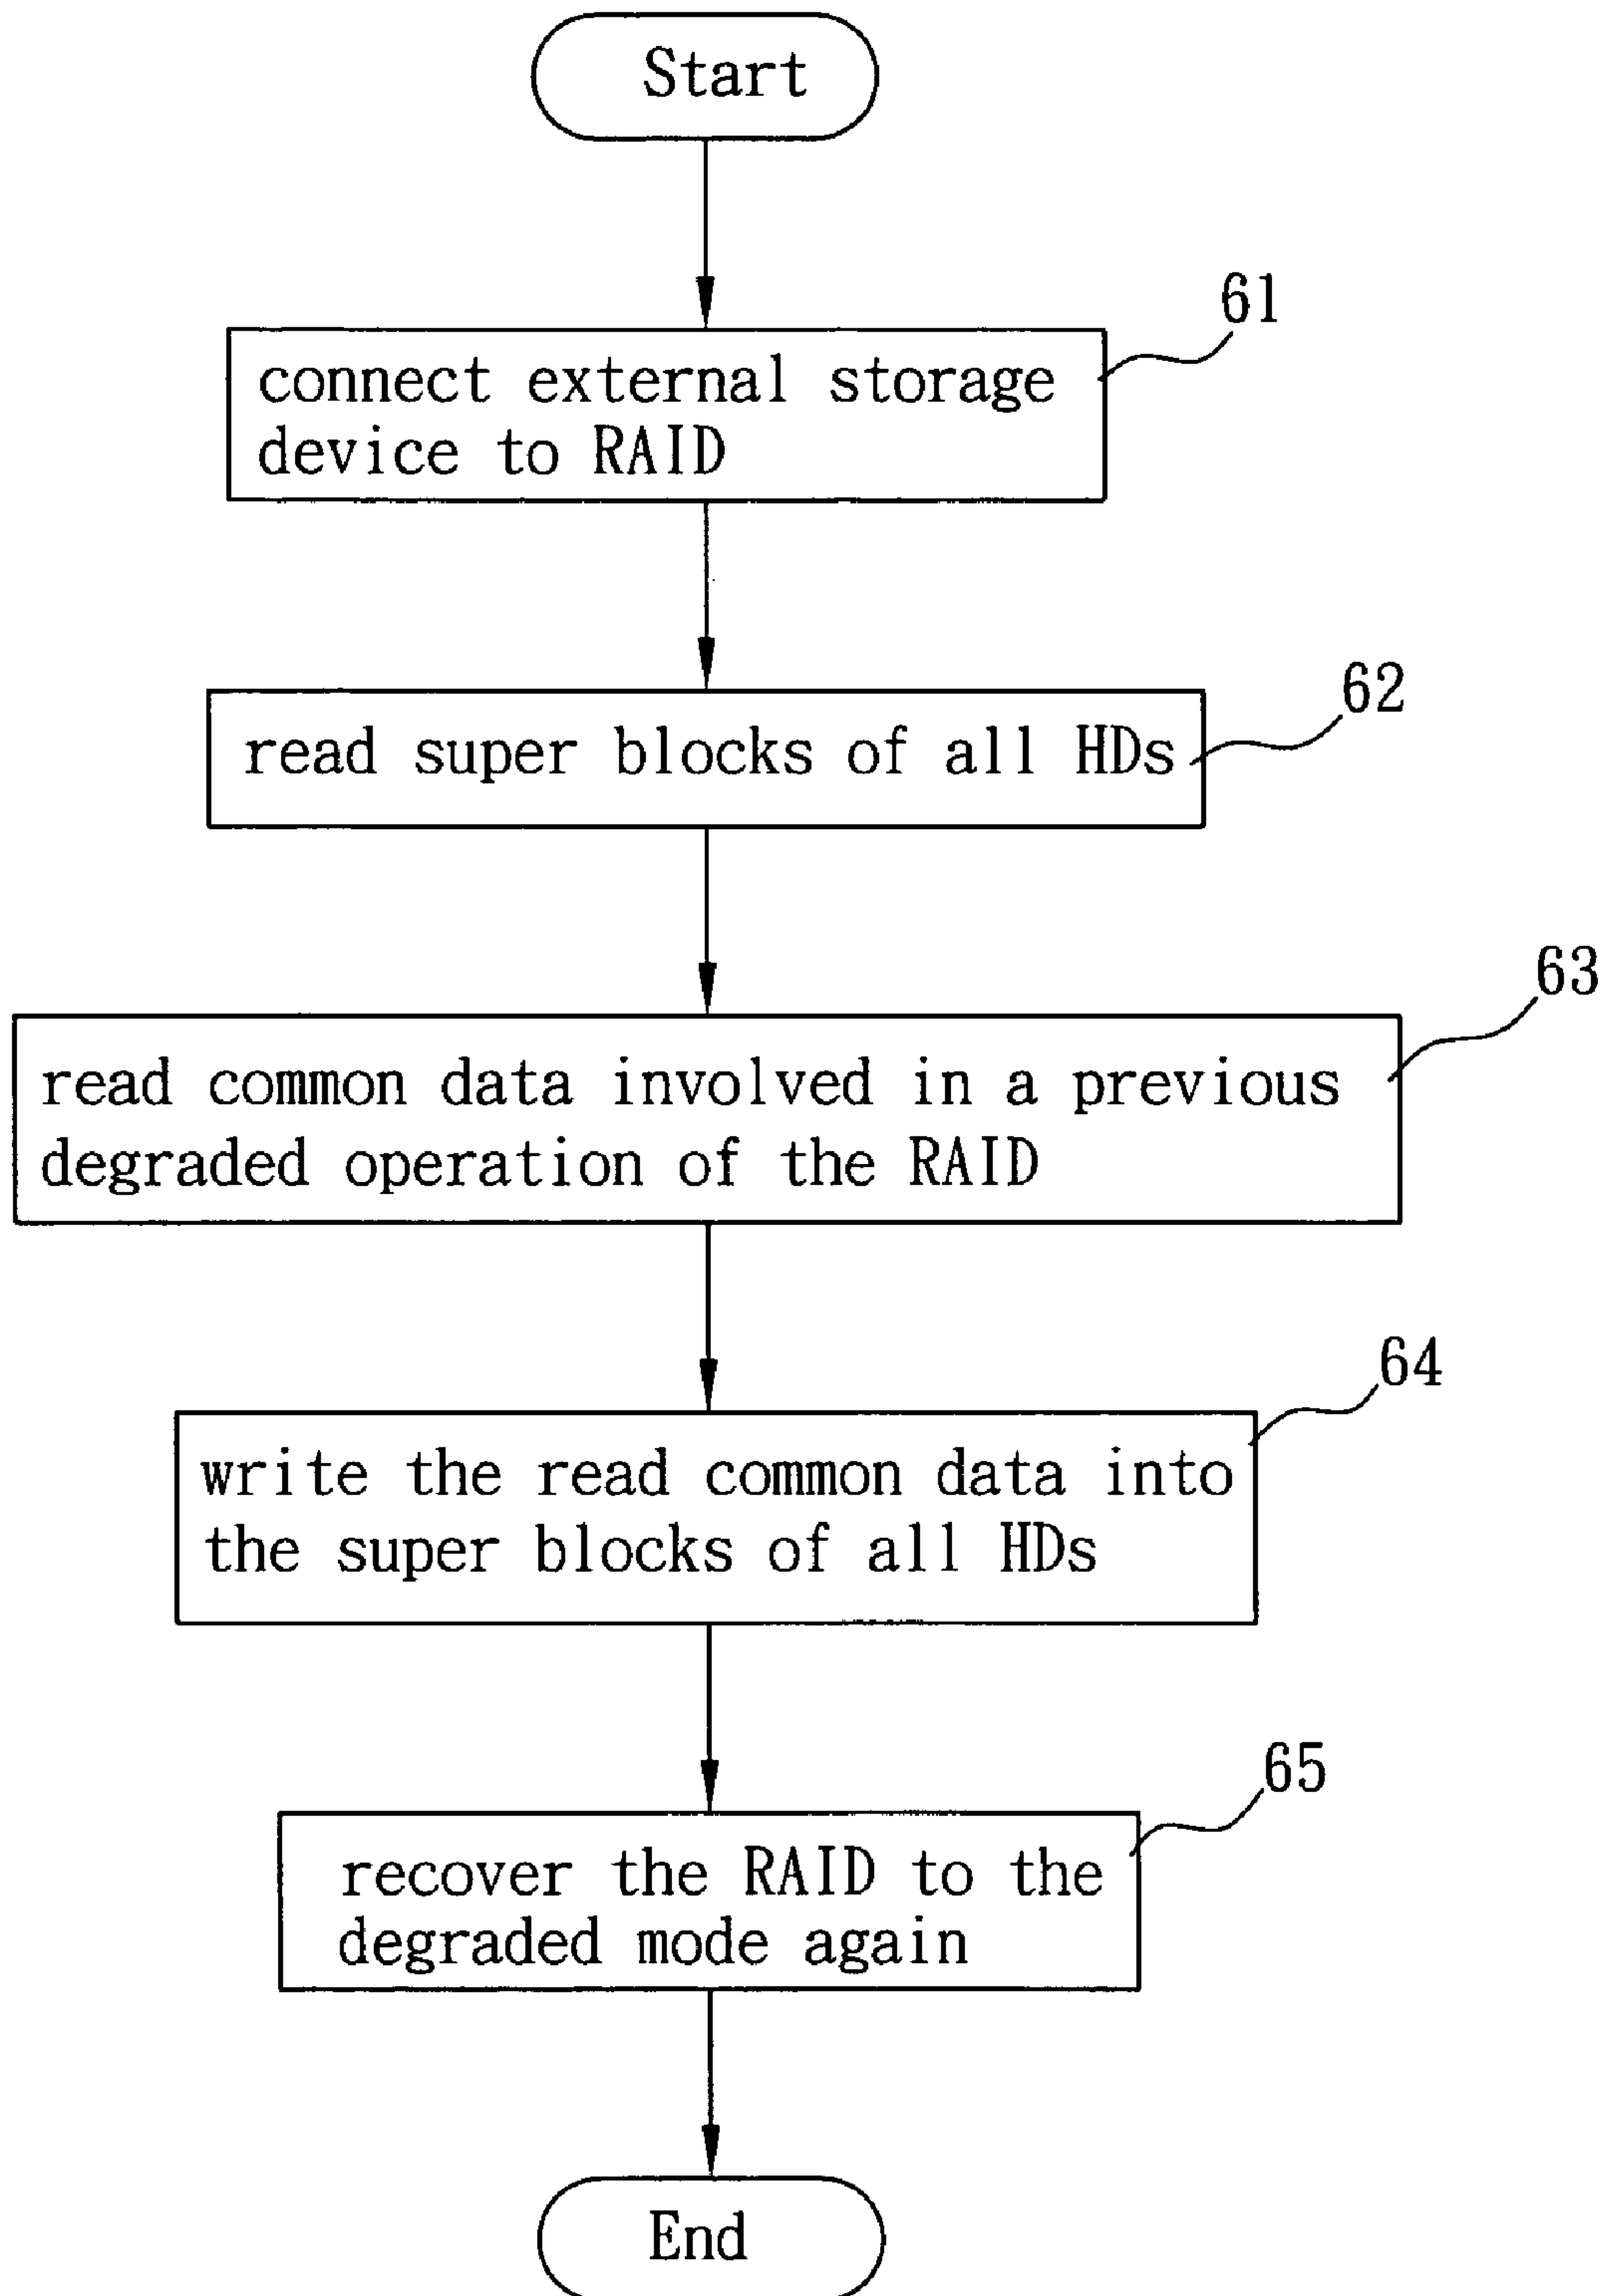 Start
61
connect external storage
device to RAID
62
read super blocks of all HDs
63
read common data involved in a previous
degraded operation of the RAID
64
write the read common data into
the super blocks of all HDs
65
recover the RAID to the
degraded mode again
End